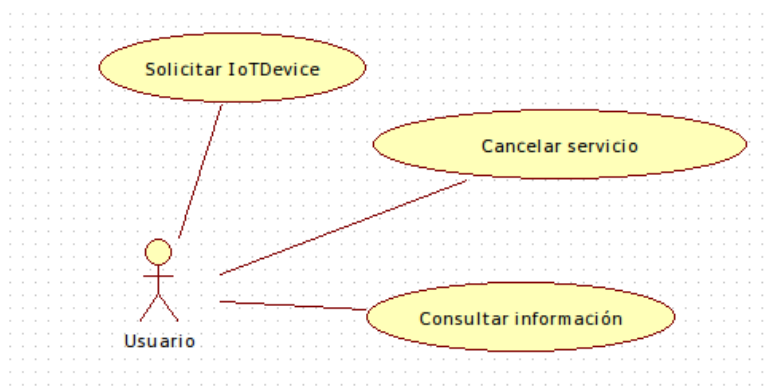 Solicitar IoTDevice
Cancelar servicio
Consultar información
Usuario